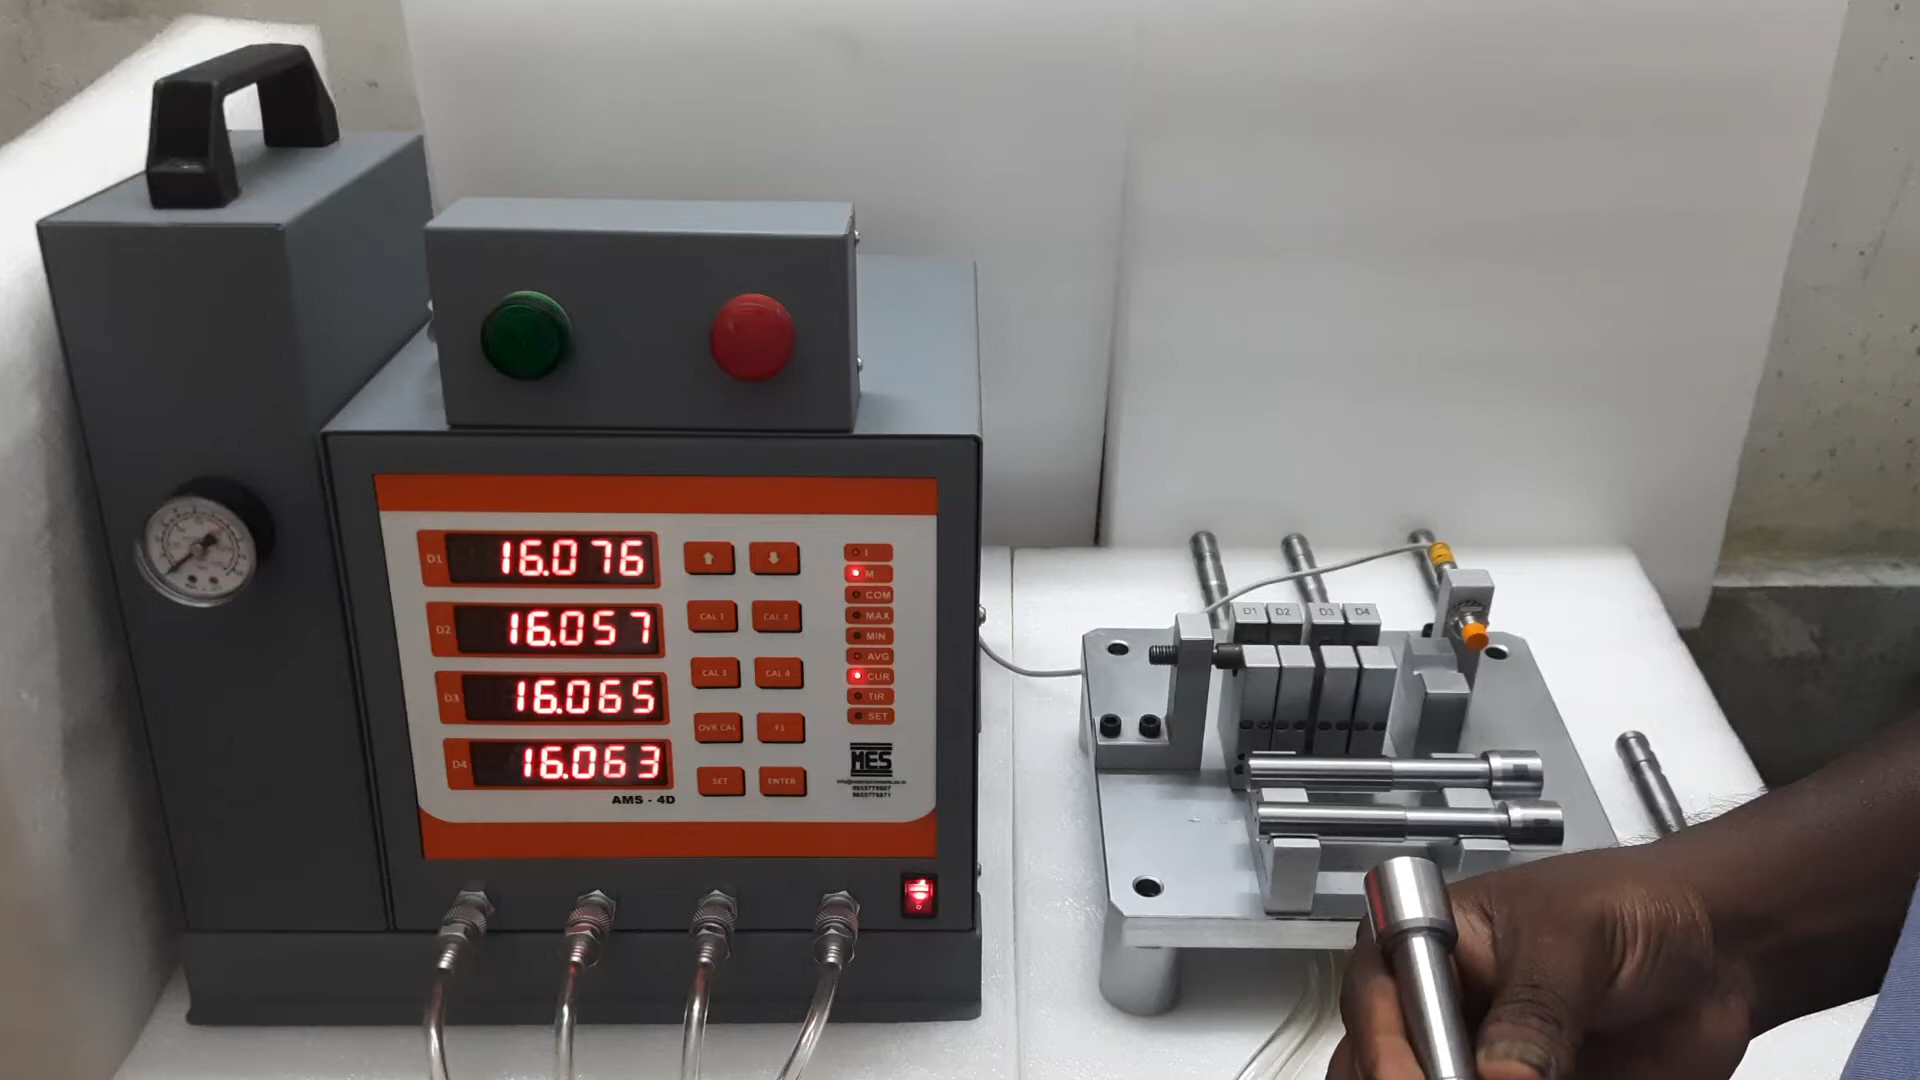 D1 16.076
D2 16.057
D3 16.065
D4 16.063
AMS - 4D
CAL 1 CAL 2
CAL 3 CAL 4
OVR CAL F1
SET ENTER
I
M
COM
MAX
MIN
AVG
CUR
TIR
SET
MES
D1 D2 D3 D4